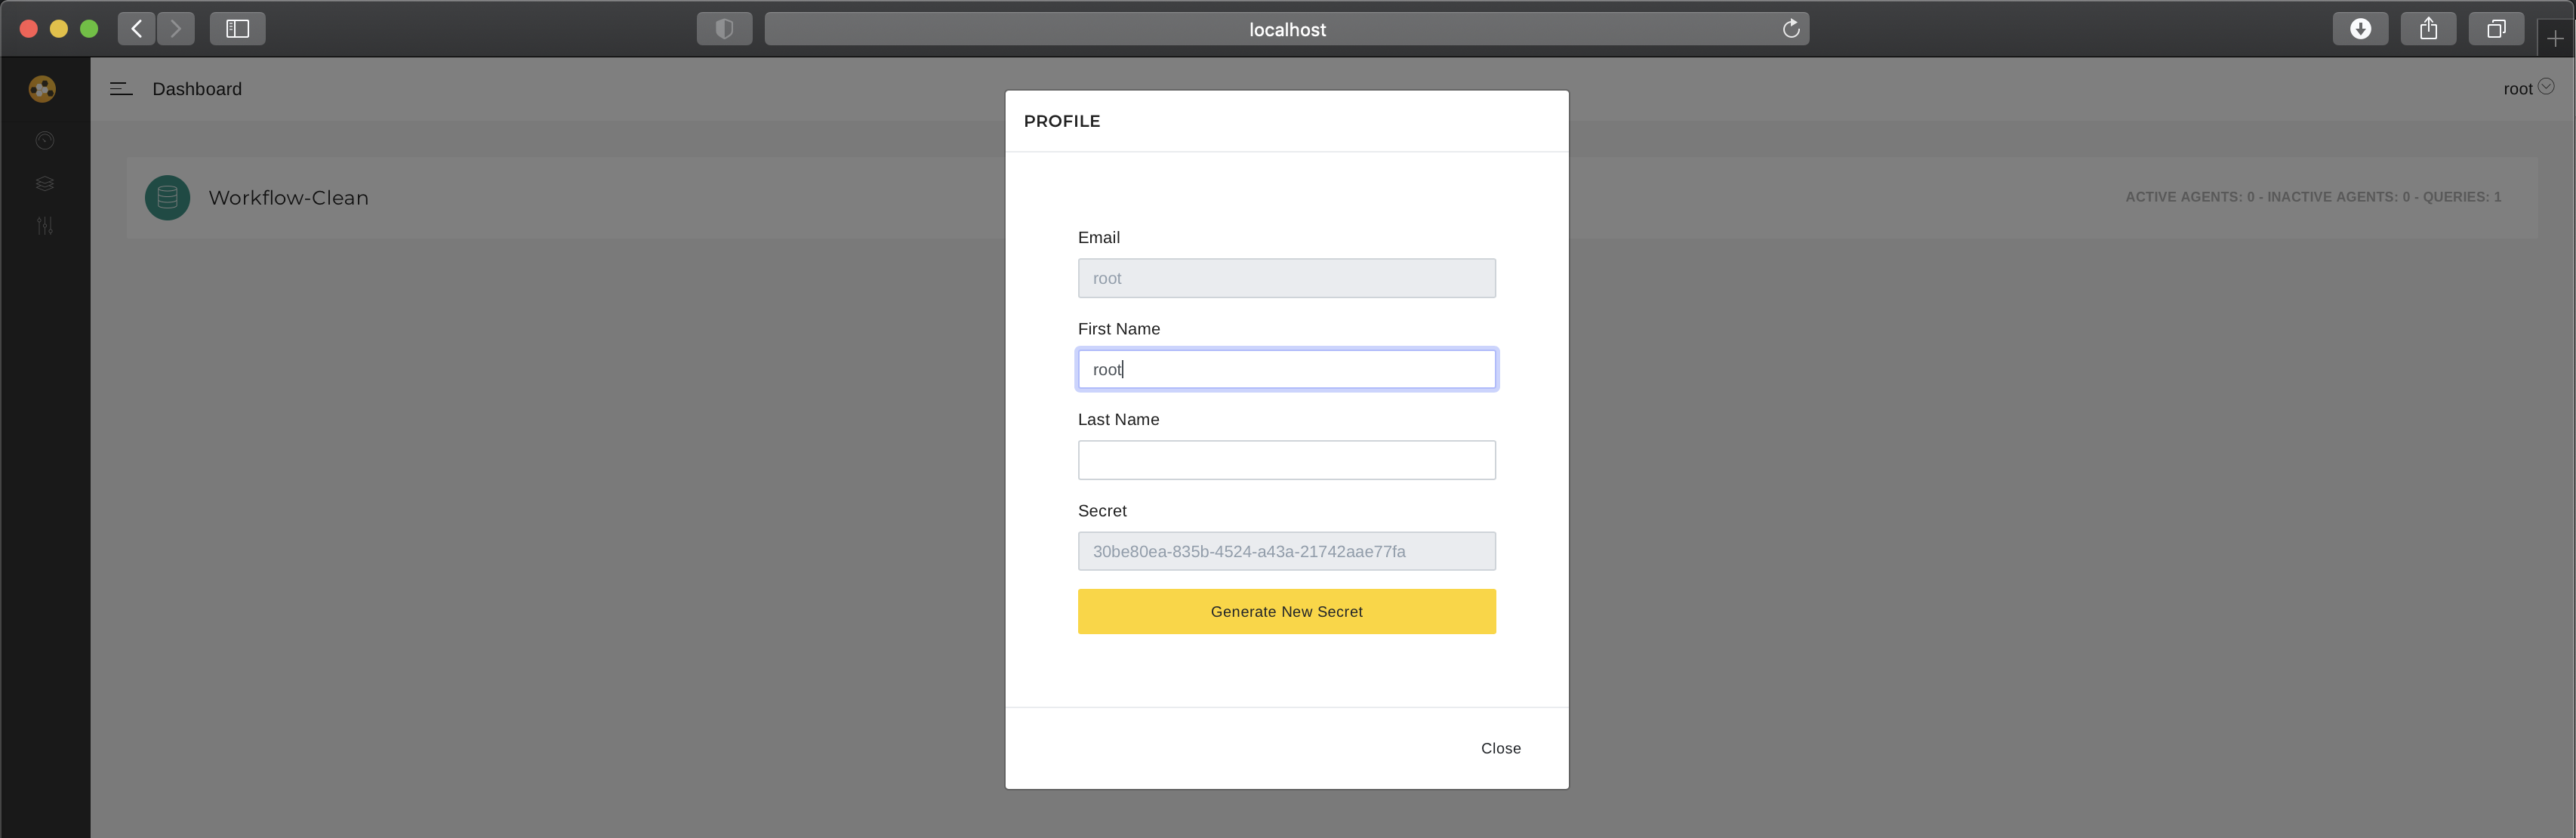 localhost
Dashboard
root
Workflow-Clean
ACTIVE AGENTS: 0 - INACTIVE AGENTS: 0 - QUERIES: 1
PROFILE
Email
root
First Name
root
Last Name
Secret
30be80ea-835b-4524-a43a-21742aae77fa
Generate New Secret
Close